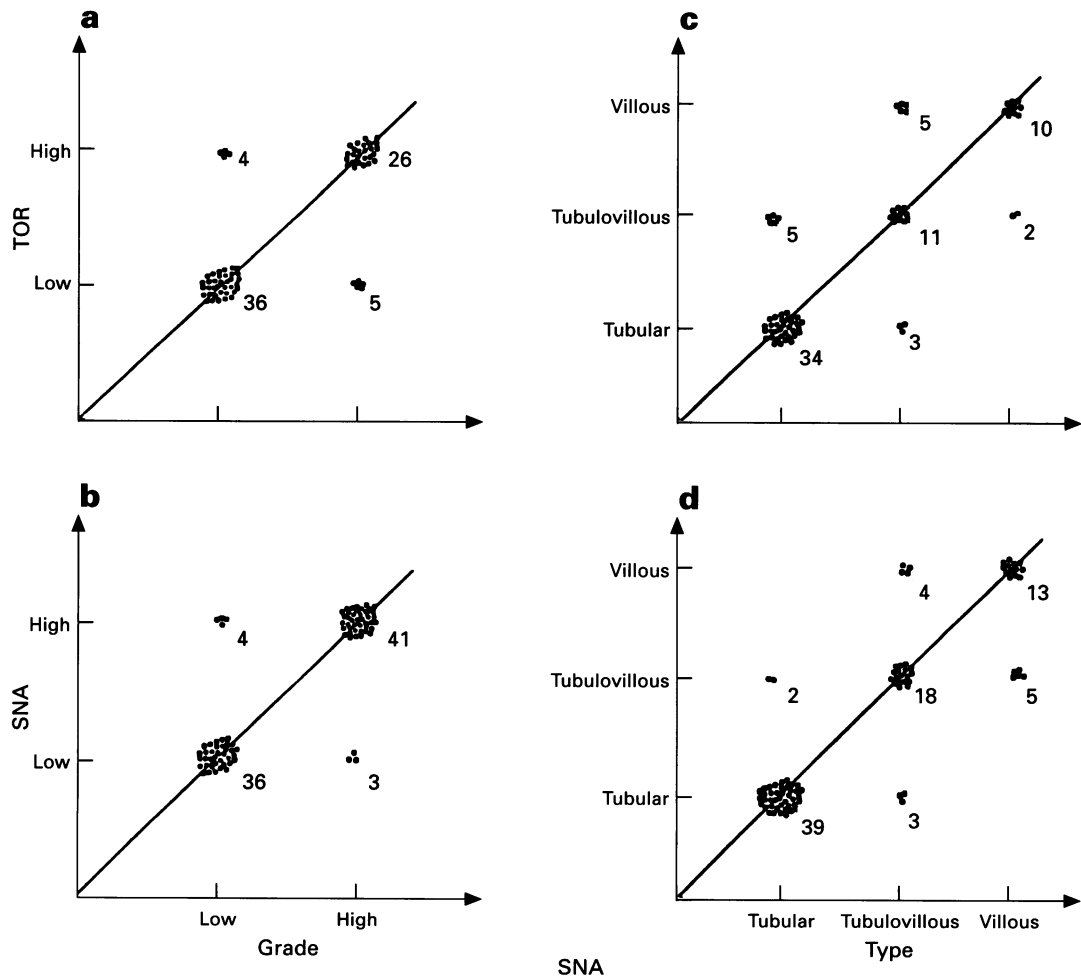 a
High
4
26
TOR
Low
36
5
b
High
4
41
SNA
Low
36
3
Low
High
Grade
c
Villous
5
10
Tubulovillous
5
11
2
Tubular
34
3
d
Villous
4
13
Tubulovillous
2
18
5
Tubular
39
3
Tubular
Tubulovillous
Villous
Type
SNA